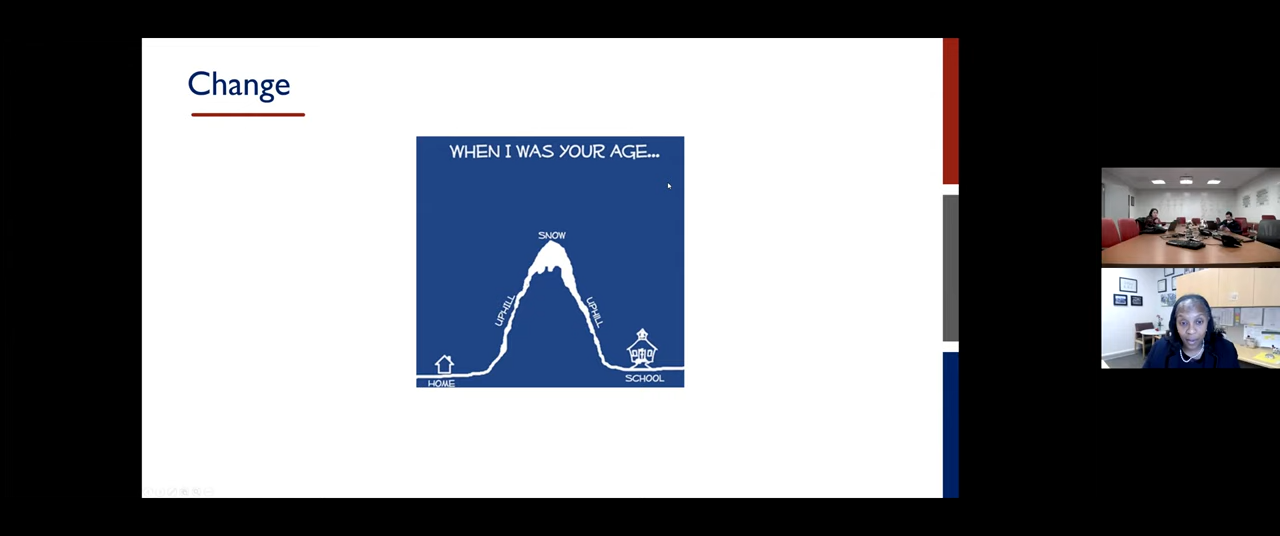 Change
WHEN I WAS YOUR AGE...
SNOW
UPHILL
UPHILL
HOME
SCHOOL